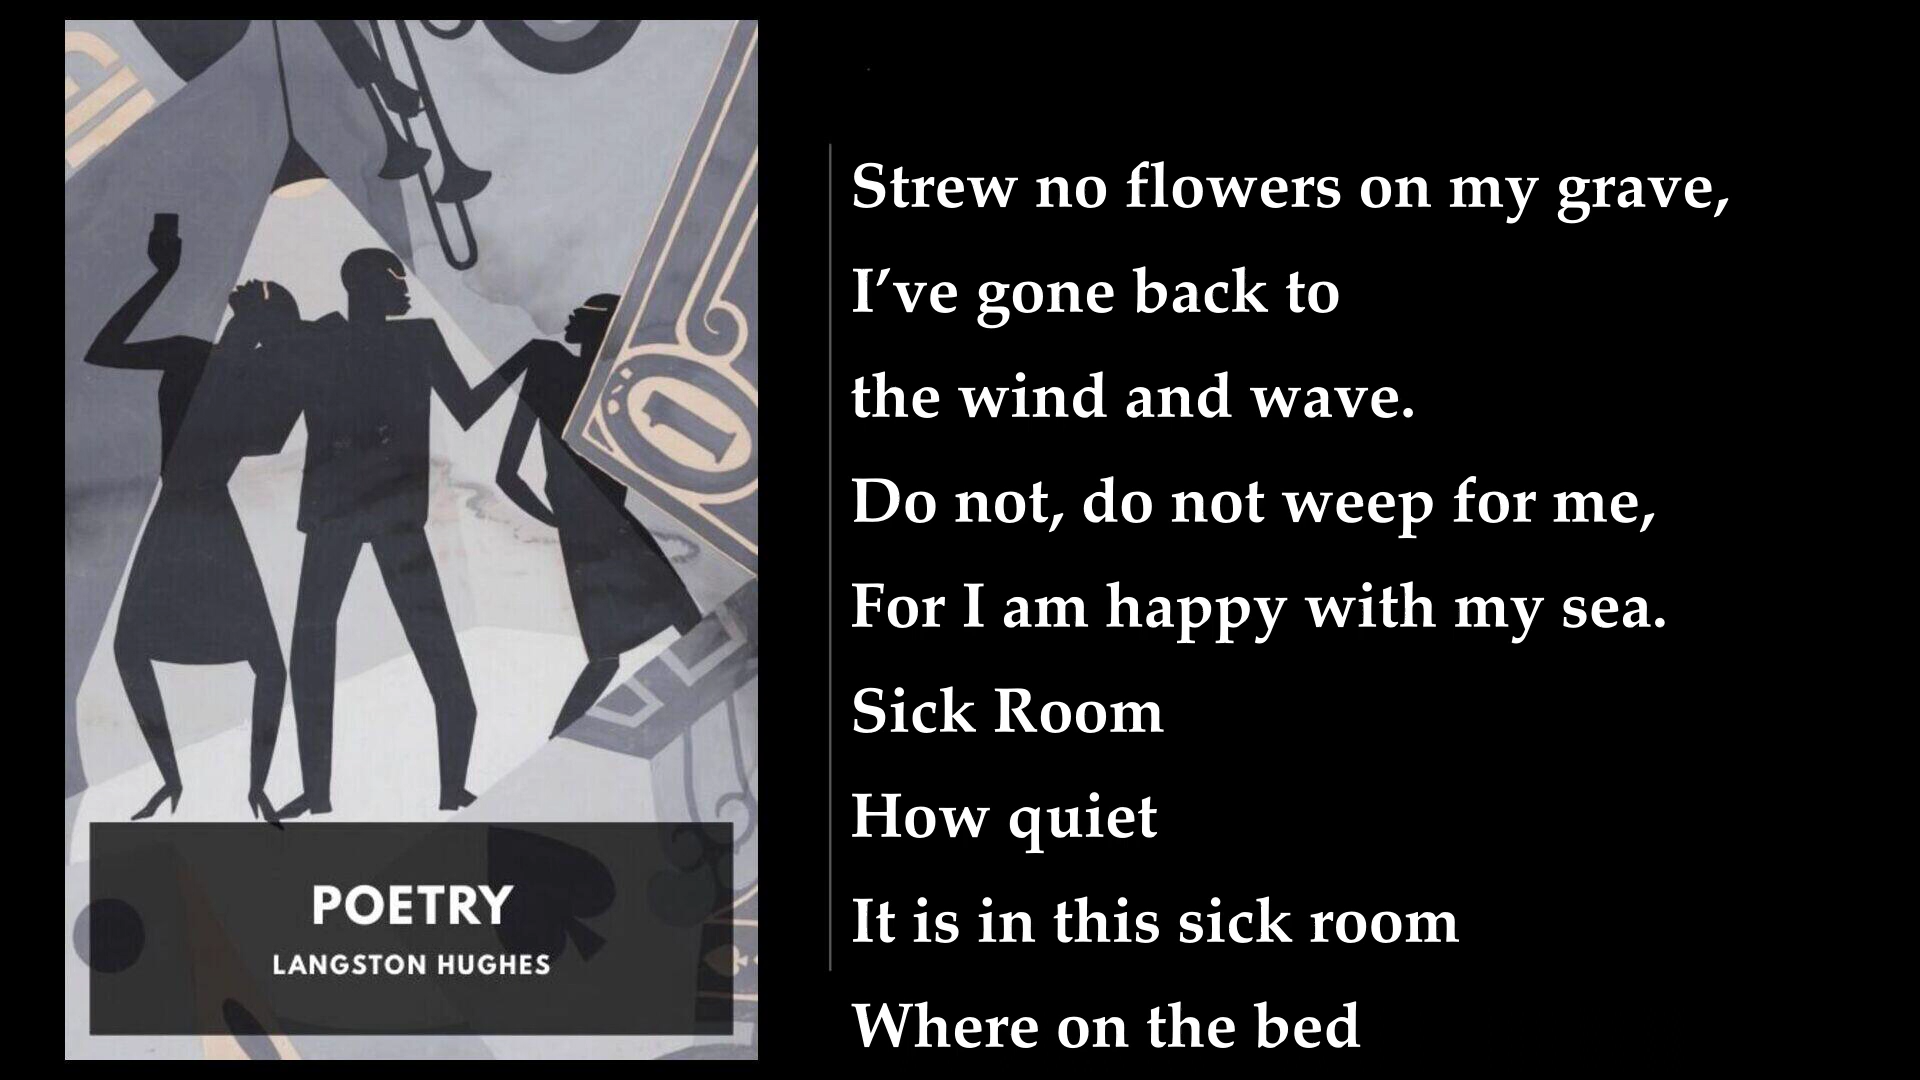 POETRY
LANGSTON HUGHES
Strew no flowers on my grave,
I’ve gone back to
the wind and wave.
Do not, do not weep for me,
For I am happy with my sea.
Sick Room
How quiet
It is in this sick room
Where on the bed